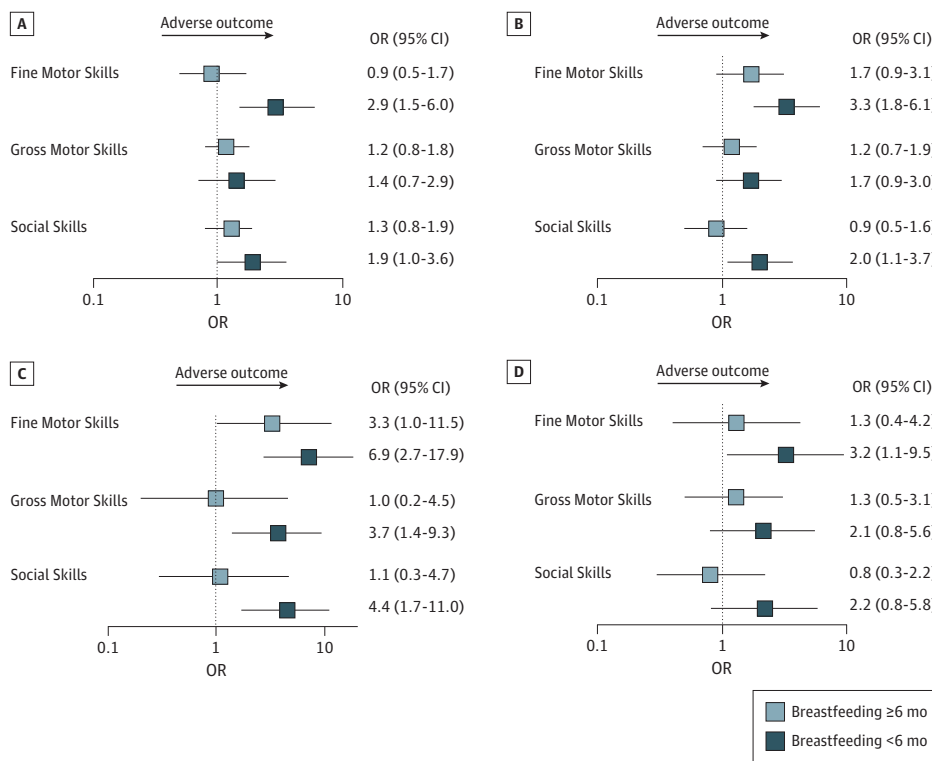 A
Adverse outcome
OR (95% CI)
Fine Motor Skills
0.9 (0.5-1.7)
2.9 (1.5-6.0)
Gross Motor Skills
1.2 (0.8-1.8)
1.4 (0.7-2.9)
Social Skills
1.3 (0.8-1.9)
1.9 (1.0-3.6)
0.1 1 10
OR
B
Adverse outcome
OR (95% CI)
Fine Motor Skills
1.7 (0.9-3.1)
3.3 (1.8-6.1)
Gross Motor Skills
1.2 (0.7-1.9)
1.7 (0.9-3.0)
Social Skills
0.9 (0.5-1.6)
2.0 (1.1-3.7)
0.1 1 10
OR
C
Adverse outcome
OR (95% CI)
Fine Motor Skills
3.3 (1.0-11.5)
6.9 (2.7-17.9)
Gross Motor Skills
1.0 (0.2-4.5)
3.7 (1.4-9.3)
Social Skills
1.1 (0.3-4.7)
4.4 (1.7-11.0)
0.1 1 10
OR
D
Adverse outcome
OR (95% CI)
Fine Motor Skills
1.3 (0.4-4.2)
3.2 (1.1-9.5)
Gross Motor Skills
1.3 (0.5-3.1)
2.1 (0.8-5.6)
Social Skills
0.8 (0.3-2.2)
2.2 (0.8-5.8)
0.1 1 10
OR
Breastfeeding ≥6 mo
Breastfeeding <6 mo